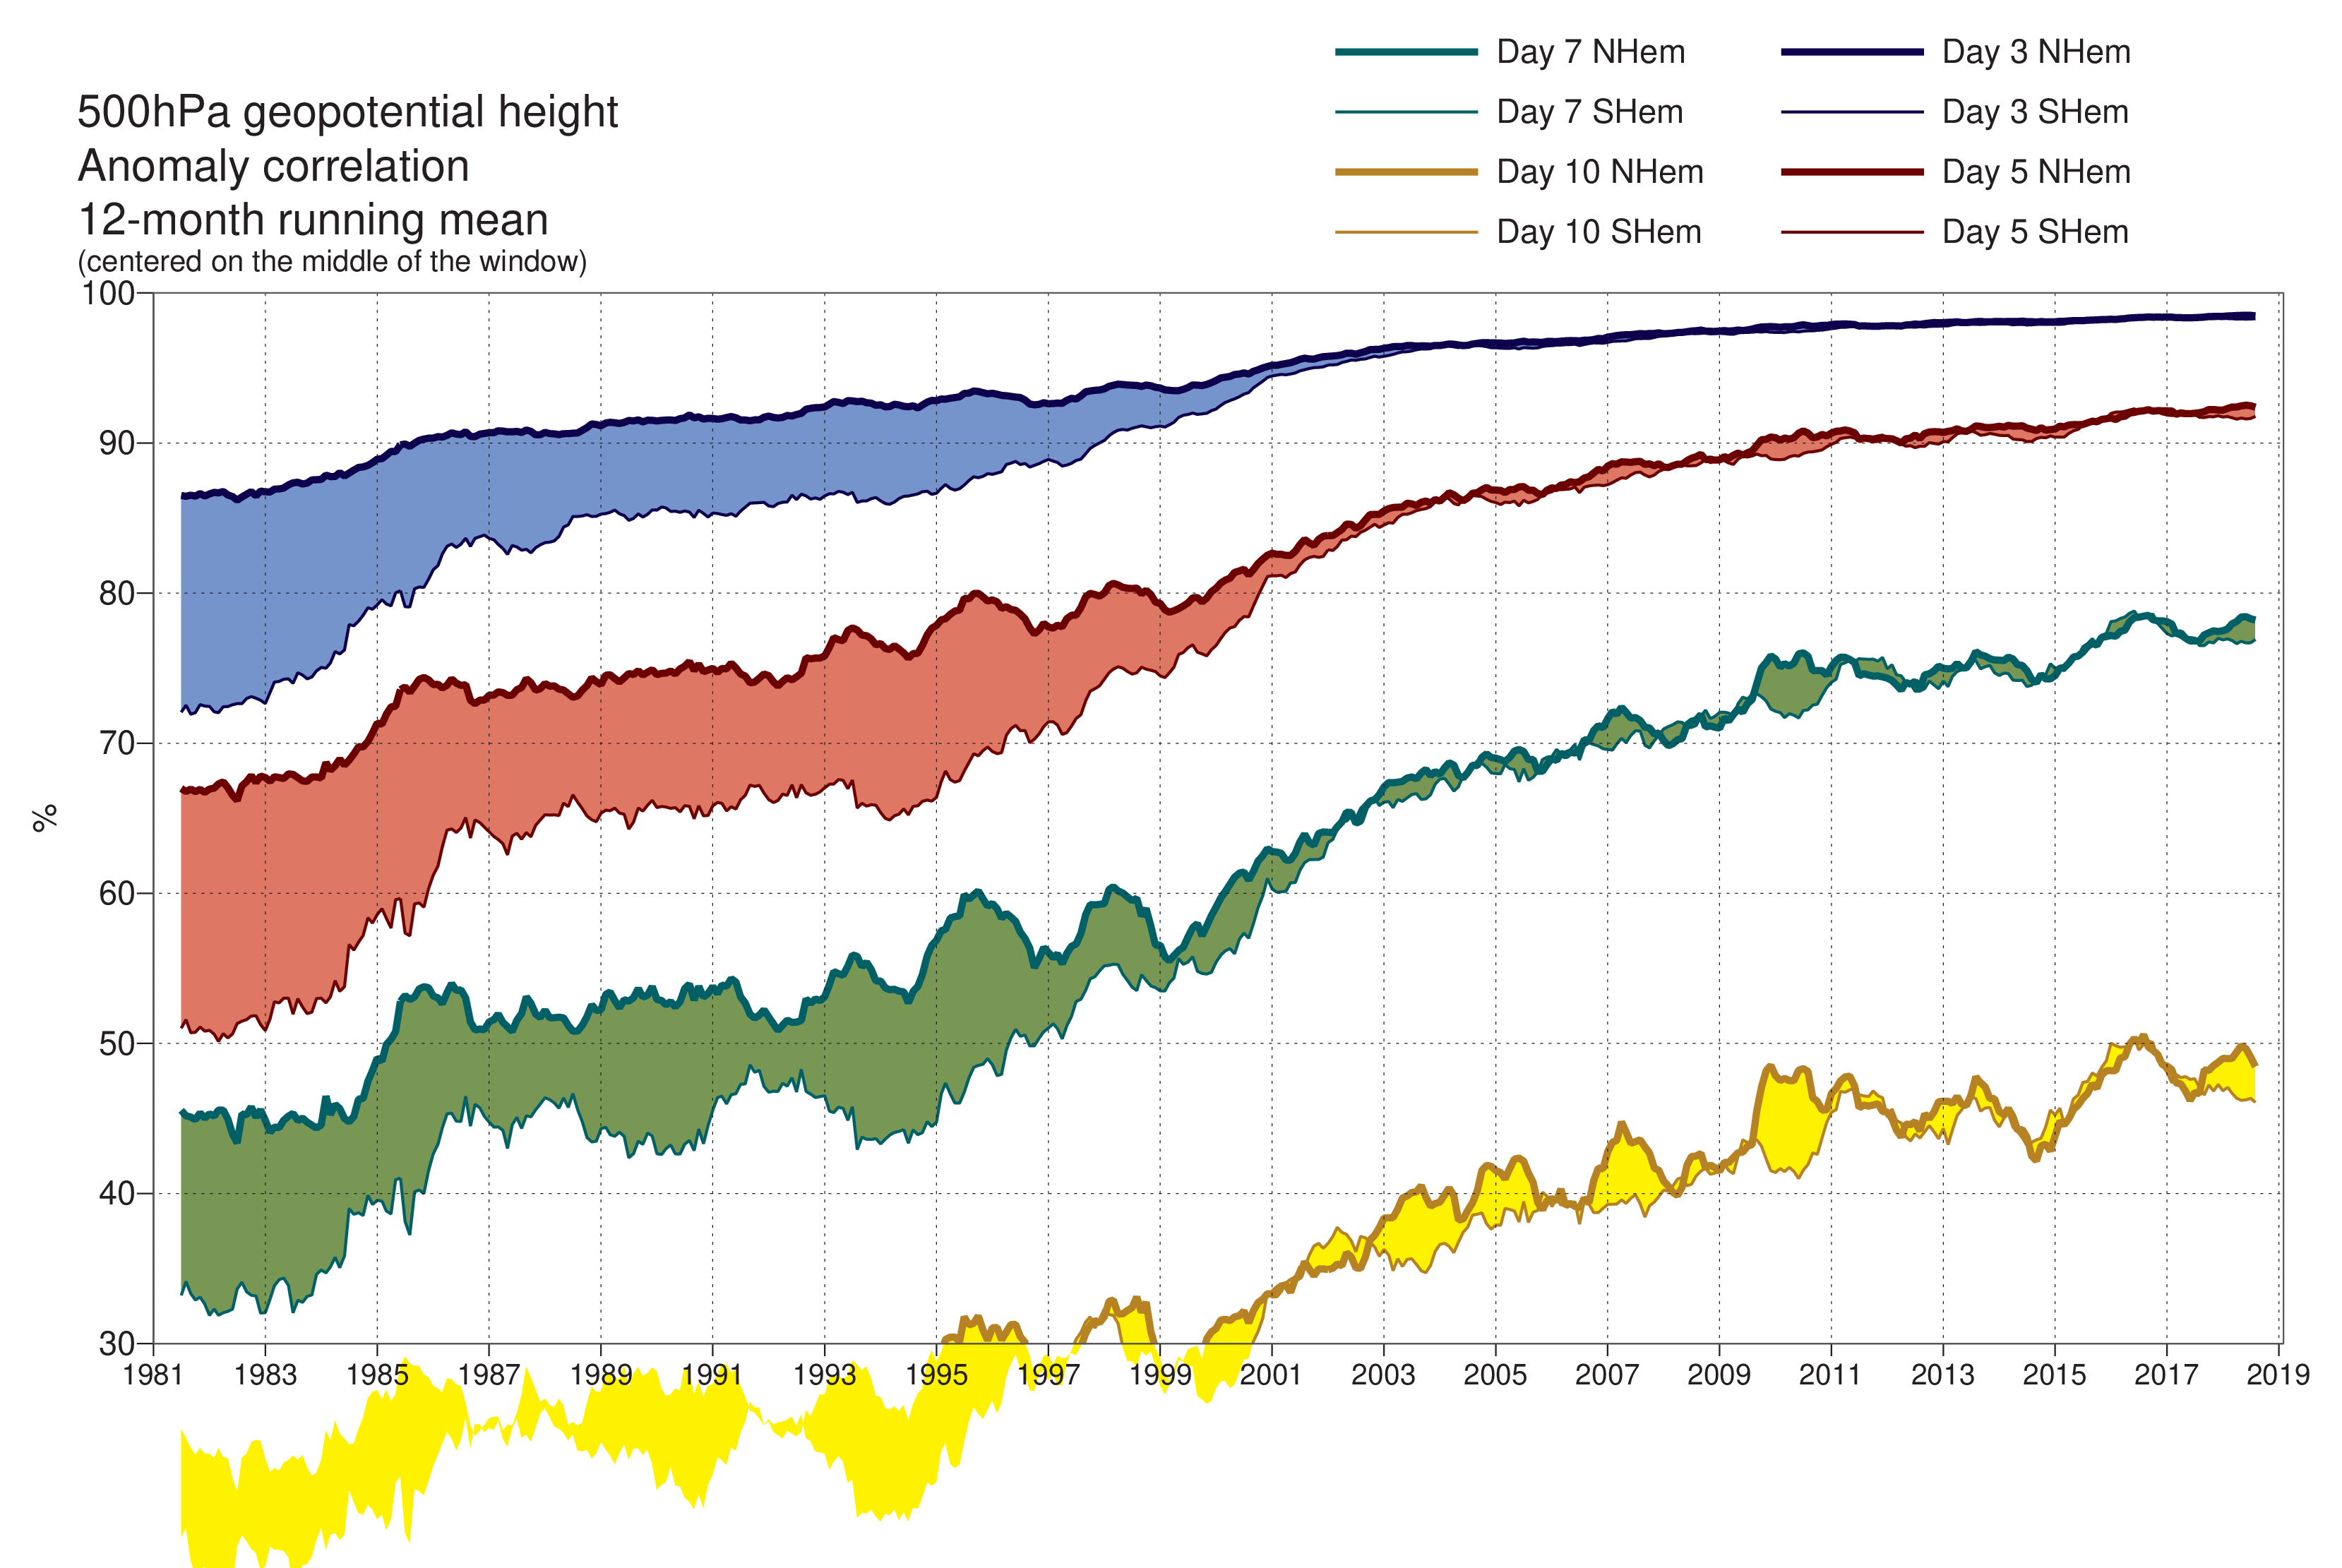 500hPa geopotential height
Anomaly correlation
12-month running mean
(centered on the middle of the window)
Day 7 NHem
Day 3 NHem
Day 7 SHem
Day 3 SHem
Day 10 NHem
Day 5 NHem
Day 10 SHem
Day 5 SHem
100
90
80
70
%
60
50
40
30
1981 1983 1985 1987 1989 1991 1993 1995 1997 1999 2001 2003 2005 2007 2009 2011 2013 2015 2017 2019